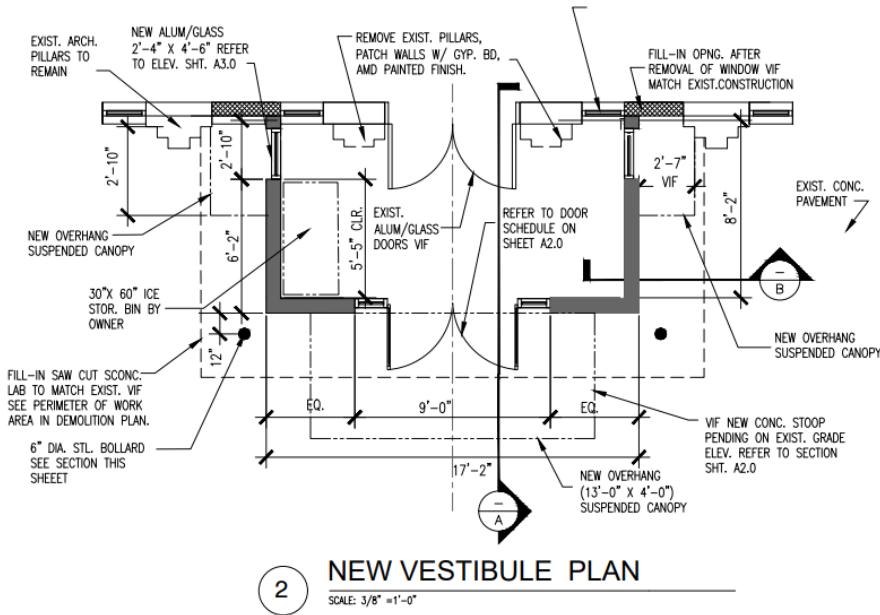 EXIST. ARCH.
PILLARS TO
REMAIN
NEW ALUM/GLASS
2'-4" X 4'-6" REFER
TO ELEV. SHT. A3.0
REMOVE EXIST. PILLARS,
PATCH WALLS W/ GYP. BD,
AMD PAINTED FINISH.
FILL-IN OPNG. AFTER
REMOVAL OF WINDOW VIF
MATCH EXIST.CONSTRUCTION
2'-10"
2'-10"
2'-7"
VIF
8'-2"
EXIST. CONC.
PAVEMENT
NEW OVERHANG
SUSPENDED CANOPY
6'-2"
5'-5" CLR.
EXIST.
ALUM/GLASS
DOORS VIF
REFER TO DOOR
SCHEDULE ON
SHEET A2.0
B
30"X 60" ICE
STOR. BIN BY
OWNER
12"
NEW OVERHANG
SUSPENDED CANOPY
FILL-IN SAW CUT SCONC.
LAB TO MATCH EXIST. VIF
SEE PERIMETER OF WORK
AREA IN DEMOLITION PLAN.
EQ.
9'-0"
EQ.
VIF NEW CONC. STOOP
PENDING ON EXIST. GRADE
ELEV. REFER TO SECTION
SHT. A2.0
6" DIA. STL. BOLLARD
SEE SECTION THIS
SHEEET
17'-2"
NEW OVERHANG
(13'-0" X 4'-0")
SUSPENDED CANOPY
A
2
NEW VESTIBULE PLAN
SCALE: 3/8" =1'-0"